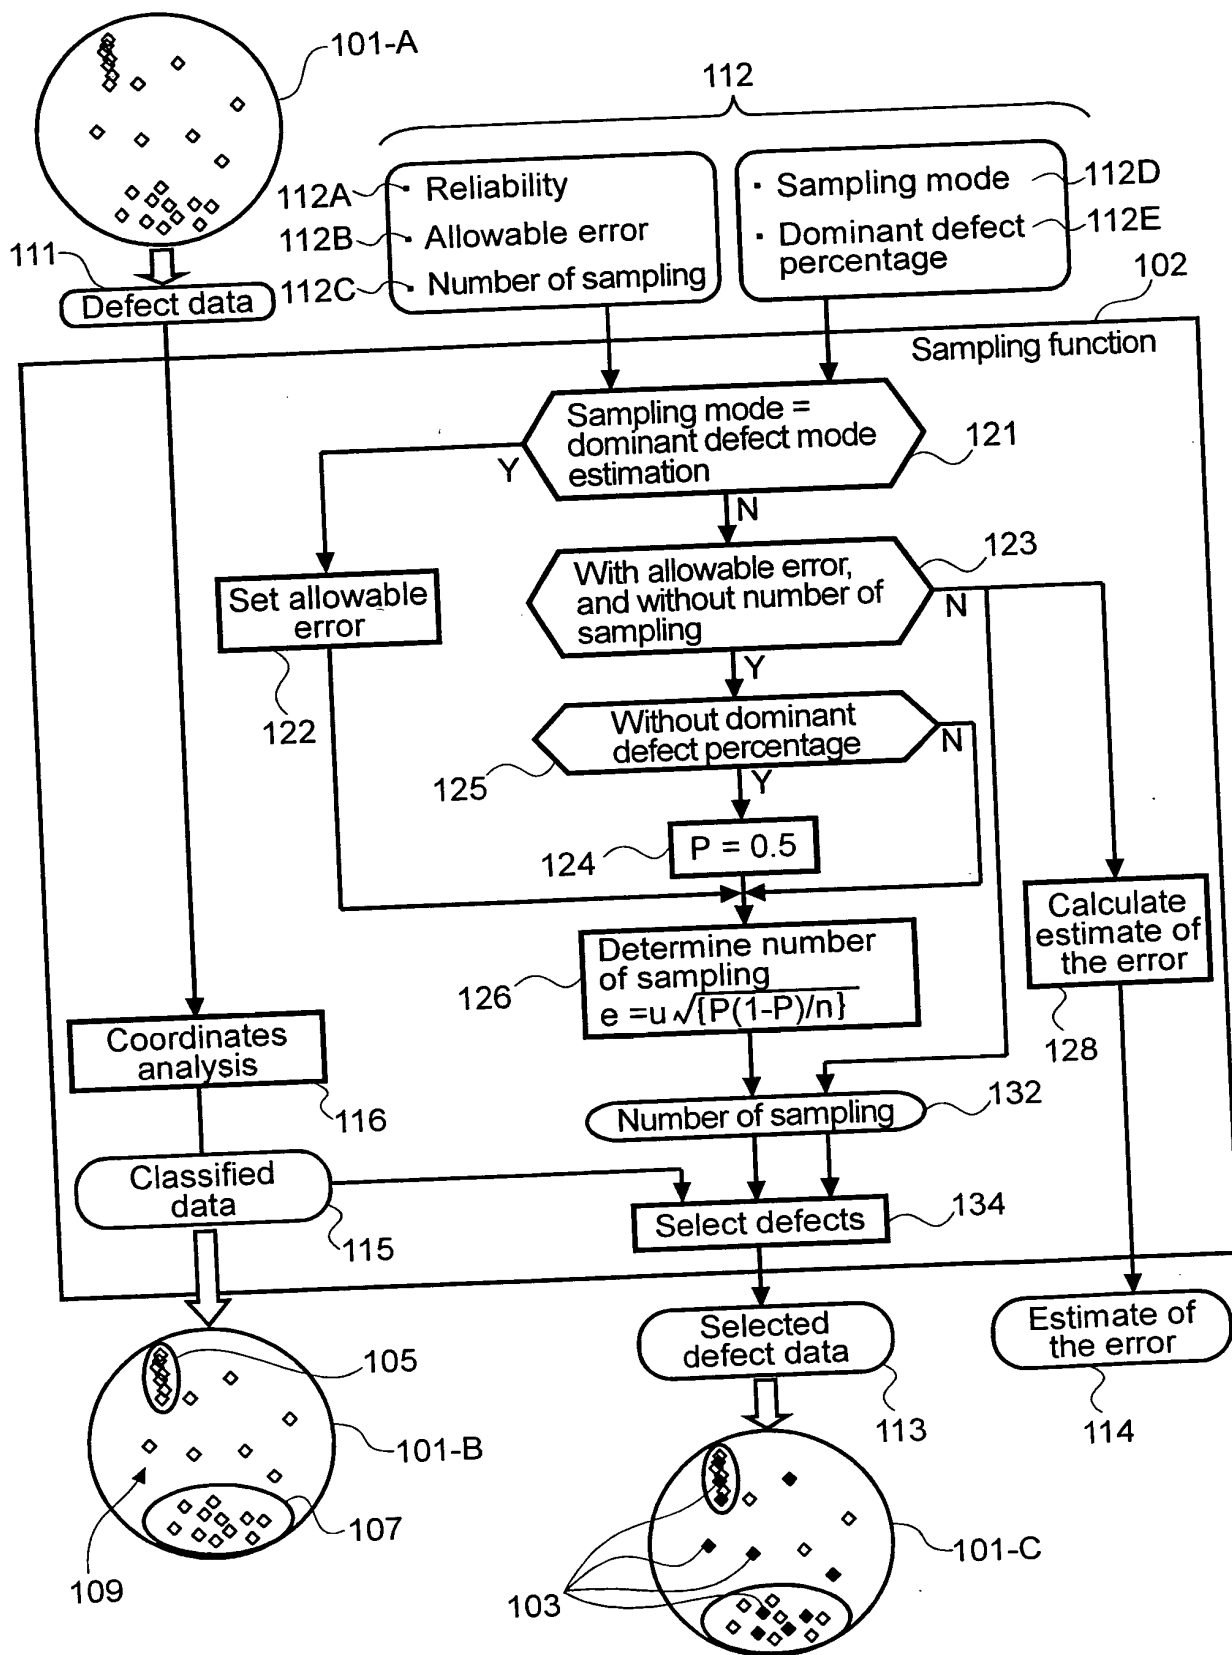 101-A
112
112A
Reliability
112B
Allowable error
112C
Number of sampling
Sampling mode
112D
Dominant defect
percentage
112E
111
Defect data
102
Sampling function
Sampling mode =
dominant defect mode
estimation
121
Y
N
With allowable error,
and without number of
sampling
123
N
Y
Set allowable
error
122
Without dominant
defect percentage
N
125
Y
124
P = 0.5
Calculate
estimate of
the error
128
Determine number
of sampling
e =u√{P(1-P)/n}
126
Coordinates
analysis
116
Number of sampling
132
Classified
data
115
Select defects
134
Selected
defect data
113
Estimate of
the error
114
105
101-B
107
109
101-C
103